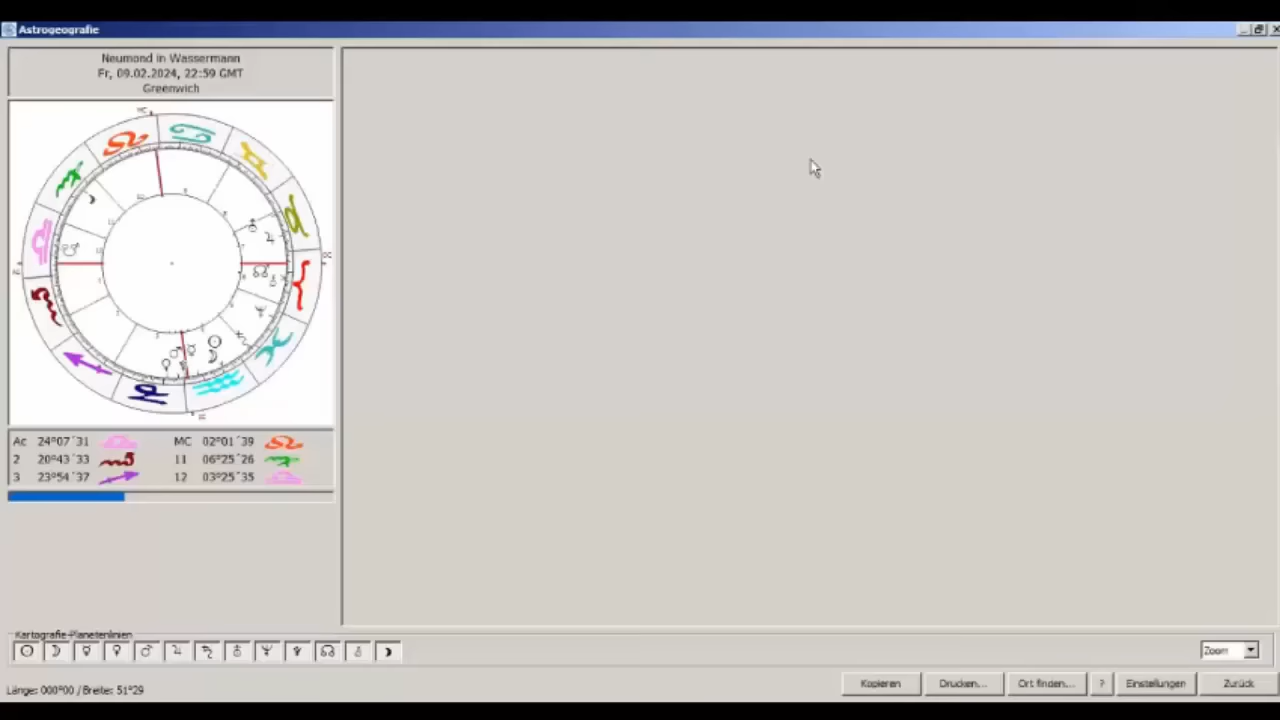 Astrogeografie
Neumond in Wassermann
Fr, 09.02.2024, 22:59 GMT
Greenwich
Ac 24°07´31 MC 02°01´39
2 20°43´33 11 06°25´26
3 23°54´37 12 03°25´35
Kartografie-Planetenlinien
Zoom
Länge: 000°00 / Breite: 51°29
Kopieren
Drucken...
Ort finden...
?
Einstellungen
Zurück